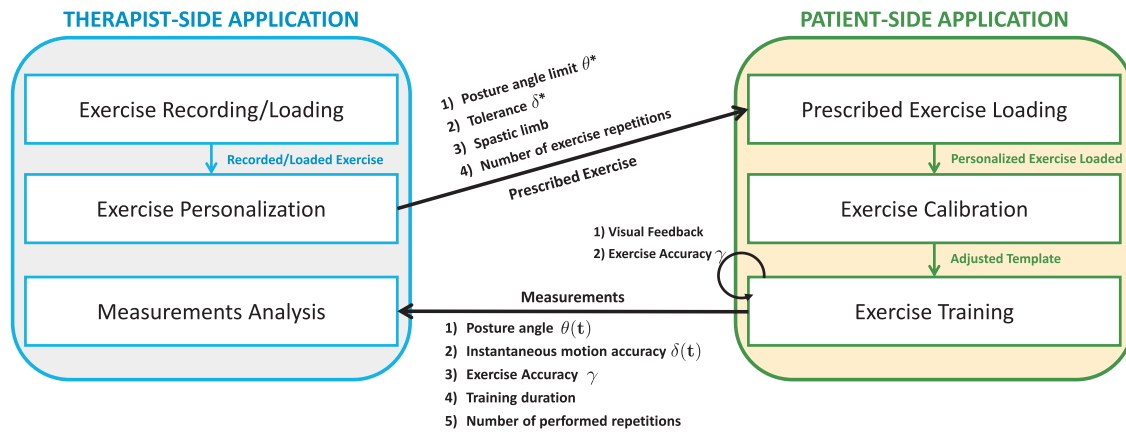 THERAPIST-SIDE APPLICATION
PATIENT-SIDE APPLICATION
Exercise Recording/Loading
Recorded/Loaded Exercise
Exercise Personalization
Measurements Analysis
1) Posture angle limit θ*
2) Tolerance δ*
3) Spastic limb
4) Number of exercise repetitions
Prescribed Exercise
Prescribed Exercise Loading
Personalized Exercise Loaded
Exercise Calibration
Adjusted Template
Exercise Training
1) Visual Feedback
2) Exercise Accuracy γ
Measurements
1) Posture angle θ(t)
2) Instantaneous motion accuracy δ(t)
3) Exercise Accuracy γ
4) Training duration
5) Number of performed repetitions